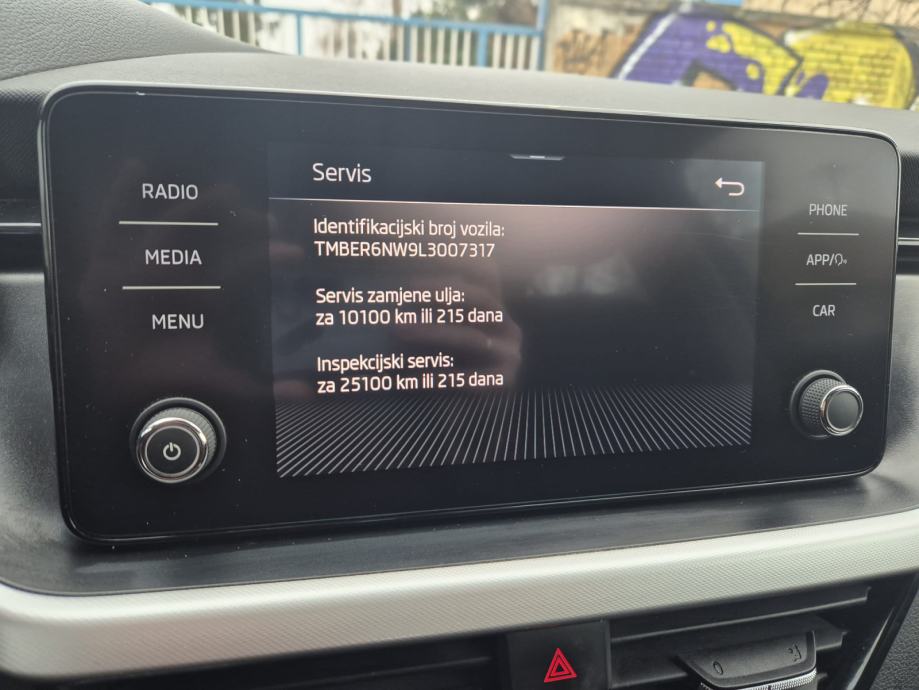 Servis
RADIO
MEDIA
MENU
Identifikacijski broj vozila:
TMBER6NW9L3007317
Servis zamjene ulja:
za 10100 km ili 215 dana
Inspekcijski servis:
za 25100 km ili 215 dana
PHONE
APP/
CAR
0